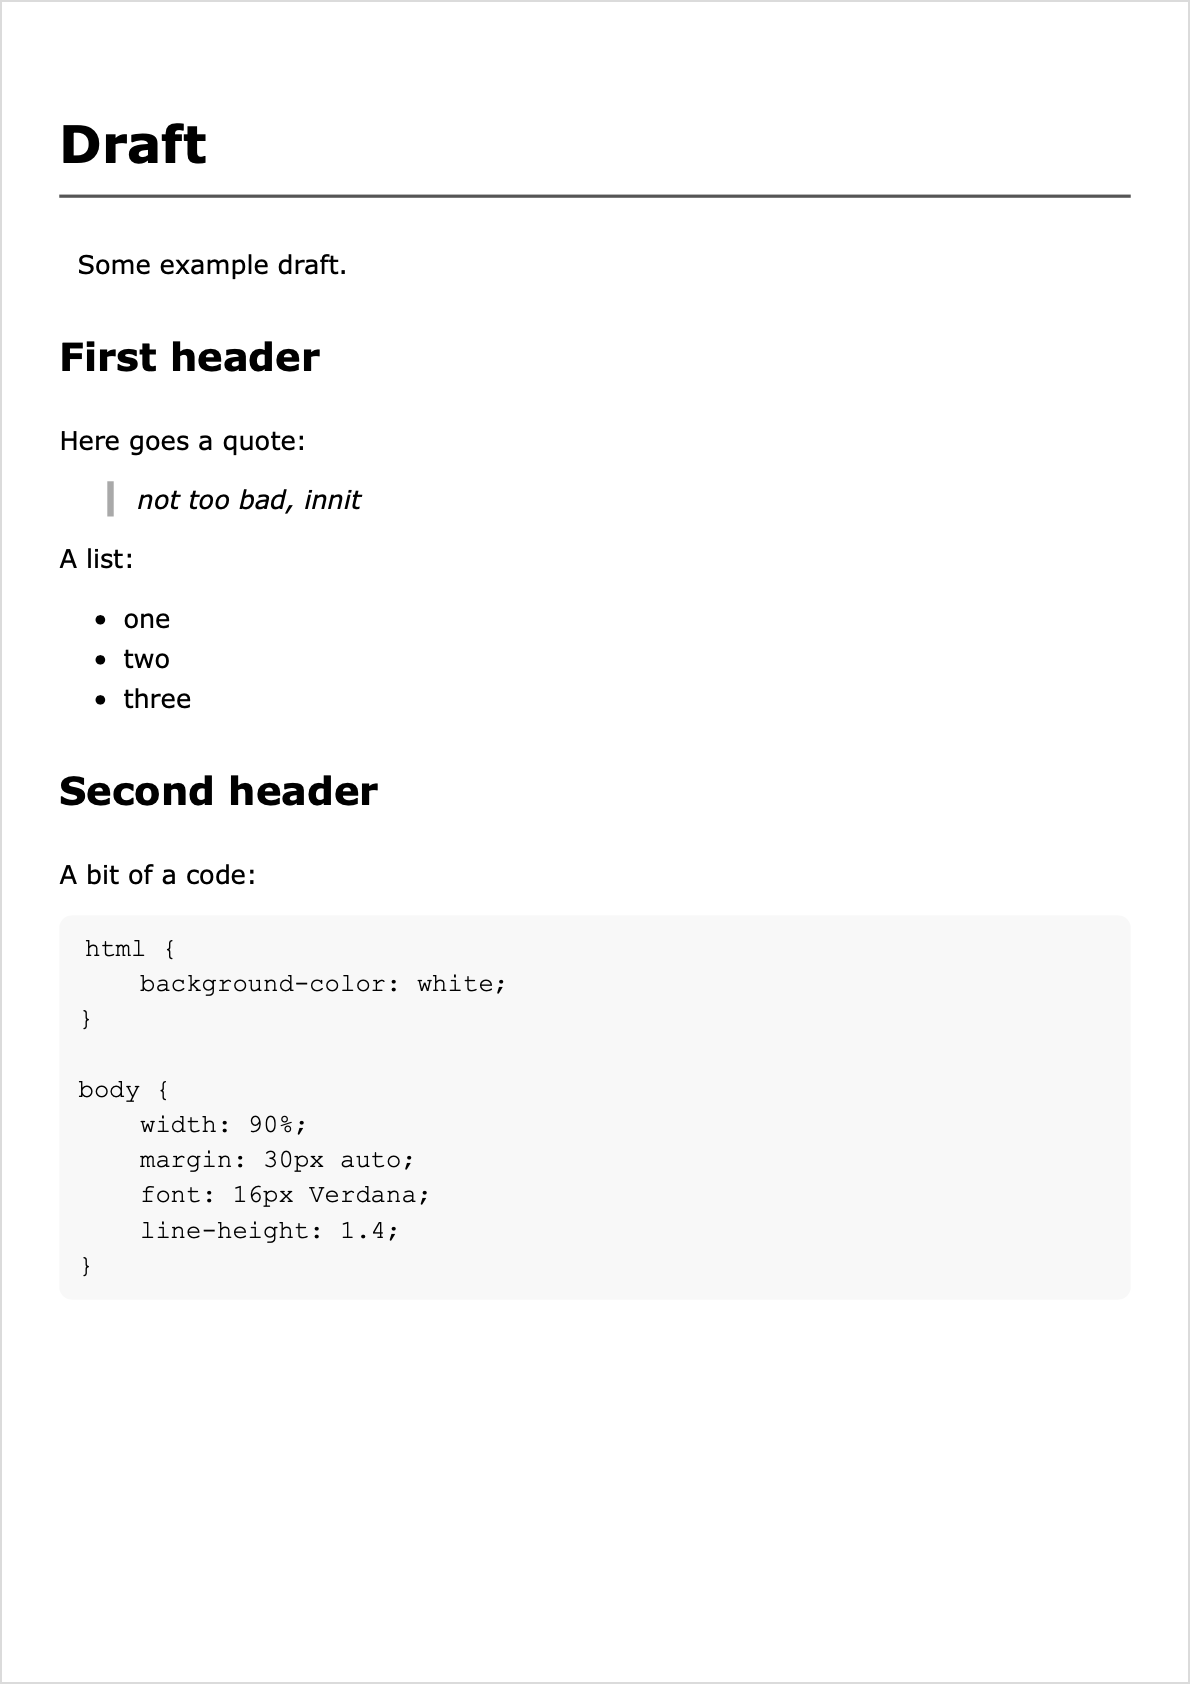 Draft
Some example draft.
First header
Here goes a quote:
not too bad, innit
A list:
• one
• two
• three
Second header
A bit of a code:
html {
    background-color: white;
}
body {
    width: 90%;
    margin: 30px auto;
    font: 16px Verdana;
    line-height: 1.4;
}